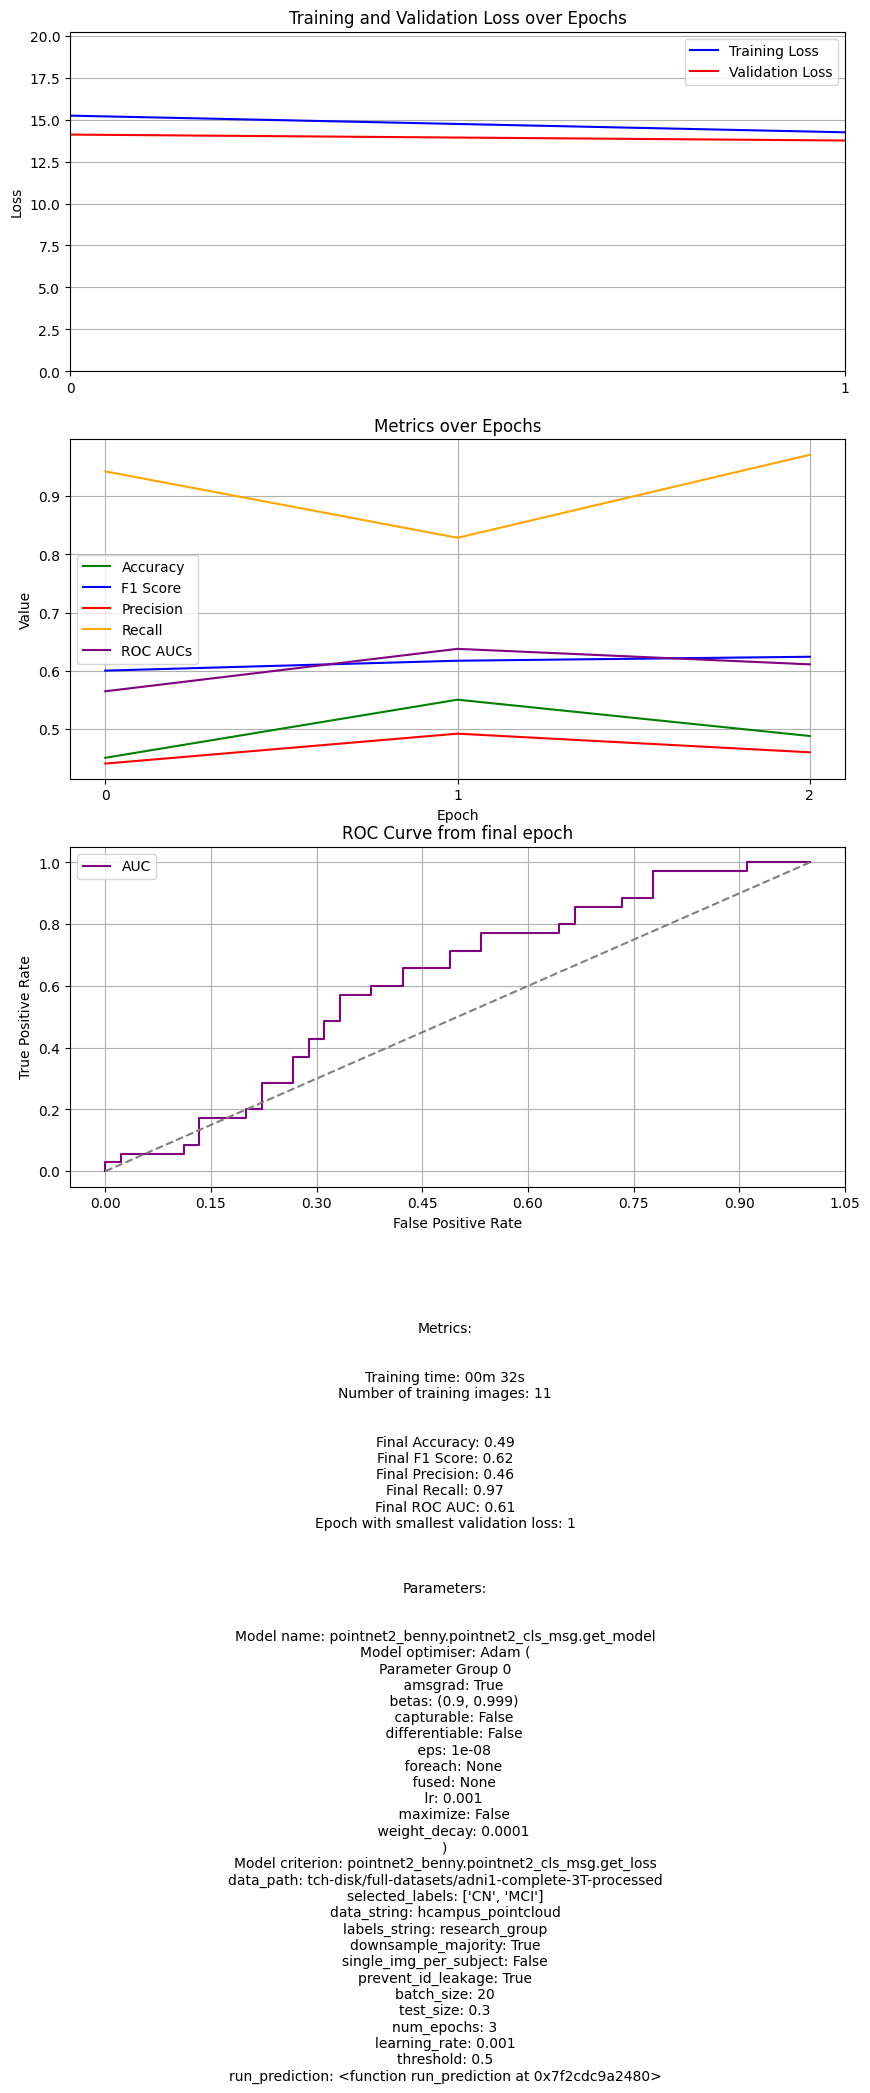 Training and Validation Loss over Epochs
20.0
17.5
15.0
12.5
10.0
7.5
5.0
2.5
0.0
Loss
Training Loss
Validation Loss
0 1
Metrics over Epochs
0.9
0.8
0.7
0.6
0.5
Value
Accuracy
F1 Score
Precision
Recall
ROC AUCs
0 1 2
Epoch
ROC Curve from final epoch
1.0
0.8
0.6
0.4
0.2
0.0
True Positive Rate
AUC
0.00 0.15 0.30 0.45 0.60 0.75 0.90 1.05
False Positive Rate
Metrics:
Training time: 00m 32s
Number of training images: 11
Final Accuracy: 0.49
Final F1 Score: 0.62
Final Precision: 0.46
Final Recall: 0.97
Final ROC AUC: 0.61
Epoch with smallest validation loss: 1
Parameters:
Model name: pointnet2_benny.pointnet2_cls_msg.get_model
Model optimiser: Adam (
Parameter Group 0
amsgrad: True
betas: (0.9, 0.999)
capturable: False
differentiable: False
eps: 1e-08
foreach: None
fused: None
lr: 0.001
maximize: False
weight_decay: 0.0001
)
Model criterion: pointnet2_benny.pointnet2_cls_msg.get_loss
data_path: tch-disk/full-datasets/adni1-complete-3T-processed
selected_labels: ['CN', 'MCI']
data_string: hcampus_pointcloud
labels_string: research_group
downsample_majority: True
single_img_per_subject: False
prevent_id_leakage: True
batch_size: 20
test_size: 0.3
num_epochs: 3
learning_rate: 0.001
threshold: 0.5
run_prediction: <function run_prediction at 0x7f2cdc9a2480>